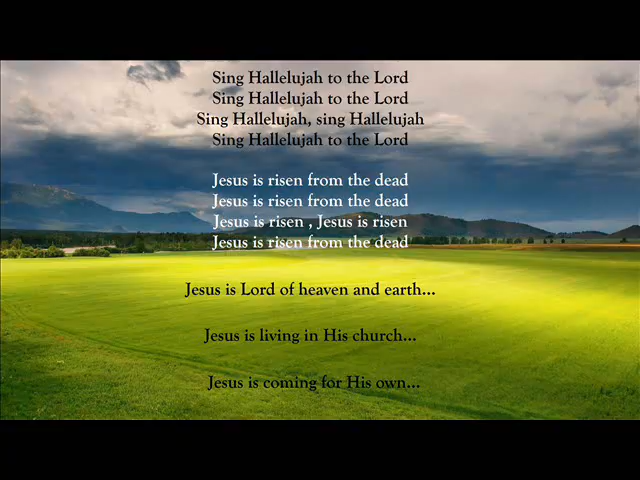 Sing Hallelujah to the Lord
Sing Hallelujah to the Lord
Sing Hallelujah, sing Hallelujah
Sing Hallelujah to the Lord
Jesus is risen from the dead
Jesus is risen from the dead
Jesus is risen , Jesus is risen
Jesus is risen from the dead
Jesus is Lord of heaven and earth...
Jesus is living in His church...
Jesus is coming for His own...